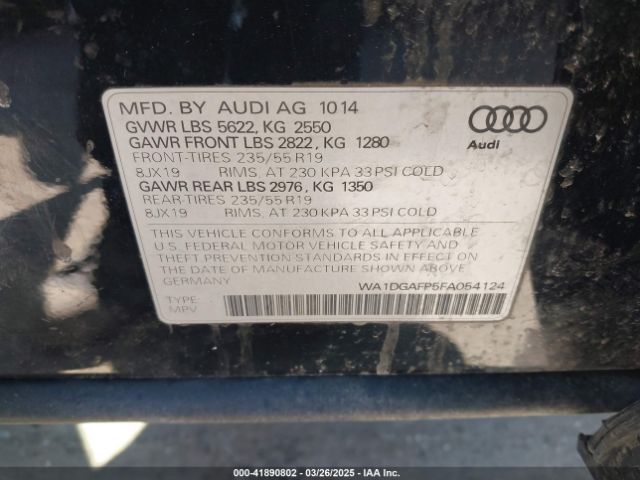 MFD. BY AUDI AG 1014
GVWR LBS 5622, KG 2550
GAWR FRONT LBS 2822, KG 1280
FRONT-TIRES 235/55 R19
8JX19 RIMS, AT 230 KPA 33 PSI COLD
GAWR REAR LBS 2976, KG 1350
REAR-TIRES 235/55 R19
8JX19 RIMS, AT 230 KPA 33 PSI COLD
Audi
THIS VEHICLE CONFORMS TO ALL APPLICABLE
U.S. FEDERAL MOTOR VEHICLE SAFETY AND
THEFT PREVENTION STANDARDS IN EFFECT ON
THE DATE OF MANUFACTURE SHOWN ABOVE.
GERMANY
WA1DGAFP5FA054124
TYPE:
MPV
000-41890802 / 03/26/2025 / IAA Inc.